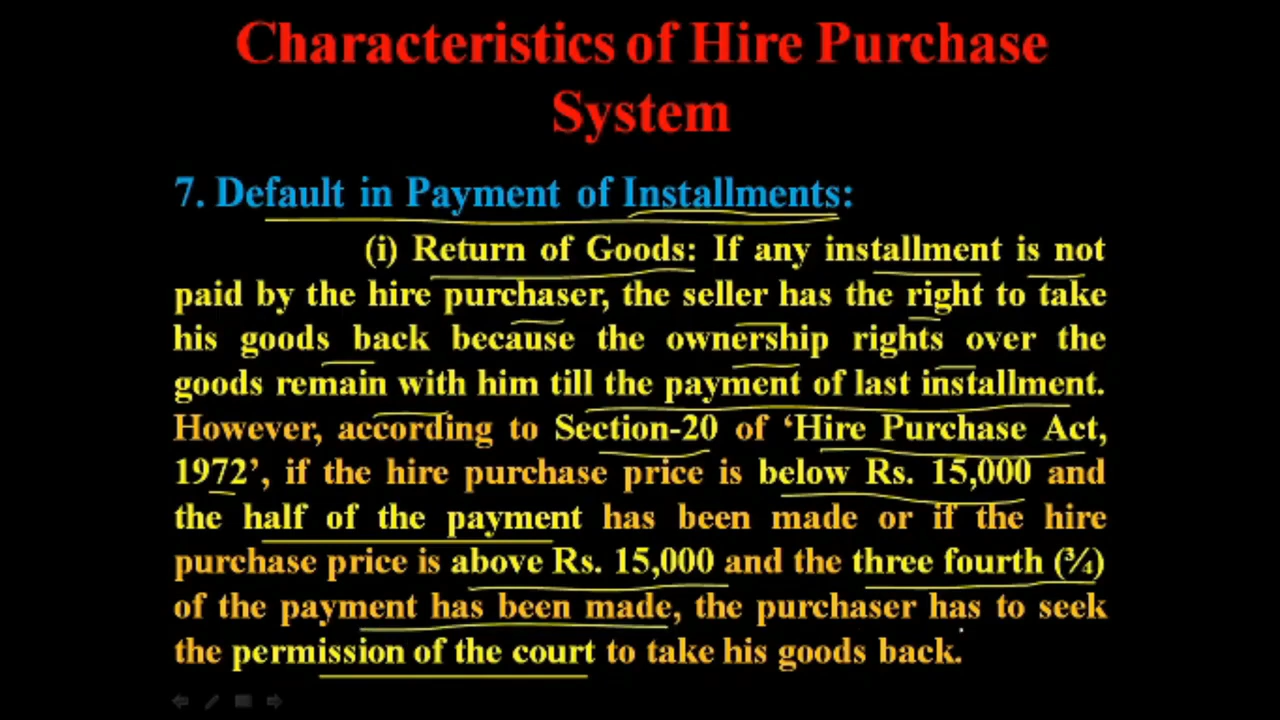 Characteristics of Hire Purchase
System
7. Default in Payment of Installments:
(i) Return of Goods: If any installment is not
paid by the hire purchaser, the seller has the right to take
his goods back because the ownership rights over the
goods remain with him till the payment of last installment.
However, according to Section-20 of ‘Hire Purchase Act,
1972’, if the hire purchase price is below Rs. 15,000 and
the half of the payment has been made or if the hire
purchase price is above Rs. 15,000 and the three fourth (¾)
of the payment has been made, the purchaser has to seek
the permission of the court to take his goods back.